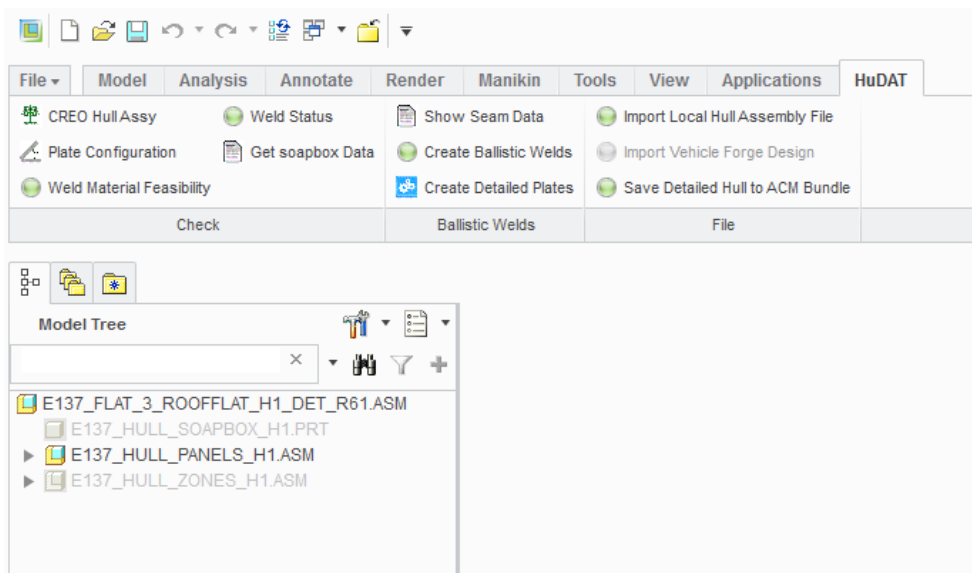 File Model Analysis Annotate Render Manikin Tools View Applications HuDAT
CREO Hull Assy Weld Status Show Seam Data Import Local Hull Assembly File
Plate Configuration Get soapbox Data Create Ballistic Welds Import Vehicle Forge Design
Weld Material Feasibility Create Detailed Plates Save Detailed Hull to ACM Bundle
Check Ballistic Welds File
Model Tree
E137_FLAT_3_ROOFFLAT_H1_DET_R61.ASM
E137_HULL_SOAPBOX_H1.PRT
E137_HULL_PANELS_H1.ASM
E137_HULL_ZONES_H1.ASM